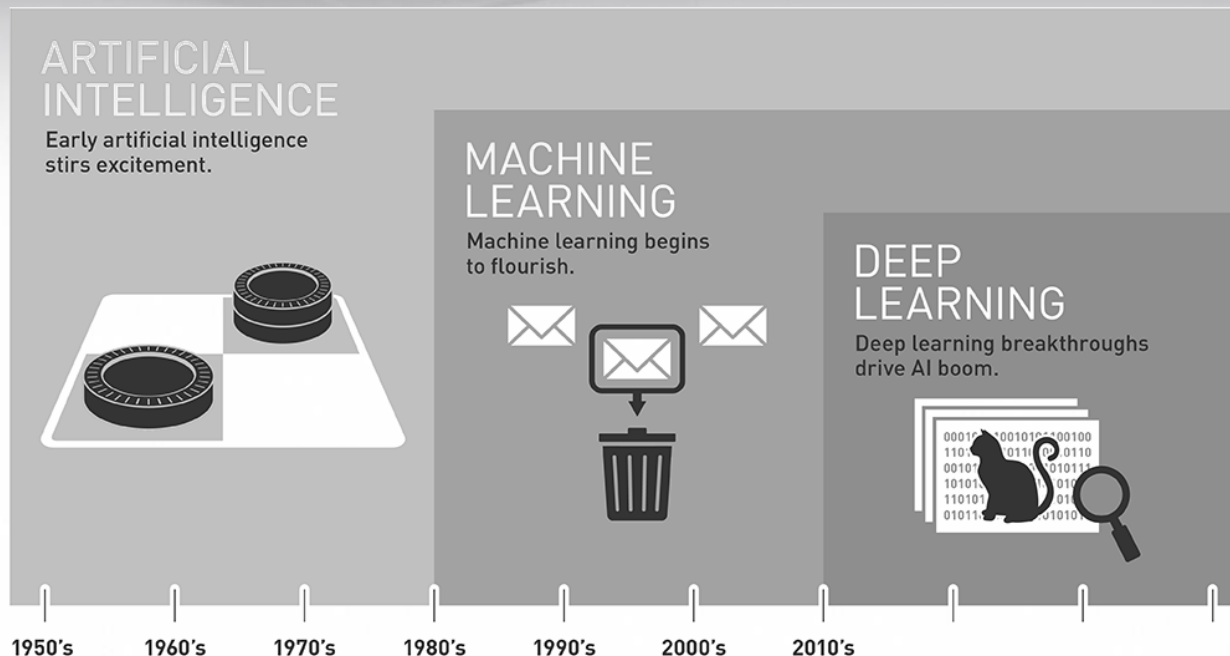 ARTIFICIAL
INTELLIGENCE
Early artificial intelligence
stirs excitement.
MACHINE
LEARNING
Machine learning begins
to flourish.
DEEP
LEARNING
Deep learning breakthroughs
drive AI boom.
1950's 1960's 1970's 1980's 1990's 2000's 2010's